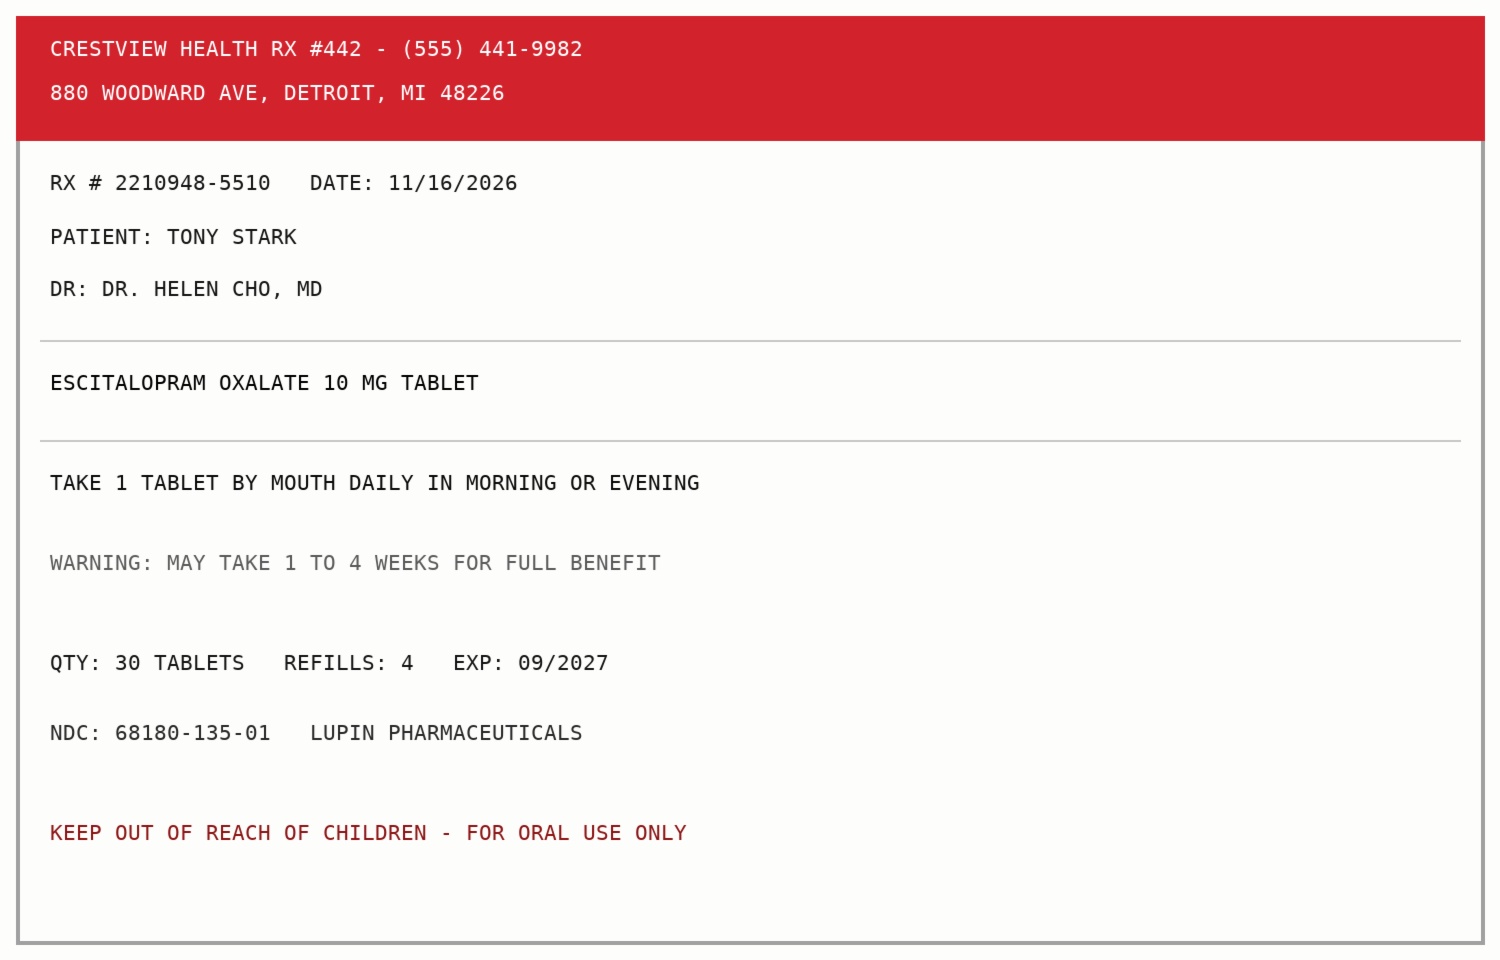 CRESTVIEW HEALTH RX #442 - (555) 441-9982
880 WOODWARD AVE, DETROIT, MI 48226
RX # 2210948-5510   DATE: 11/16/2026
PATIENT: TONY STARK
DR: DR. HELEN CHO, MD
ESCITALOPRAM OXALATE 10 MG TABLET
TAKE 1 TABLET BY MOUTH DAILY IN MORNING OR EVENING
WARNING: MAY TAKE 1 TO 4 WEEKS FOR FULL BENEFIT
QTY: 30 TABLETS   REFILLS: 4   EXP: 09/2027
NDC: 68180-135-01   LUPIN PHARMACEUTICALS
KEEP OUT OF REACH OF CHILDREN - FOR ORAL USE ONLY